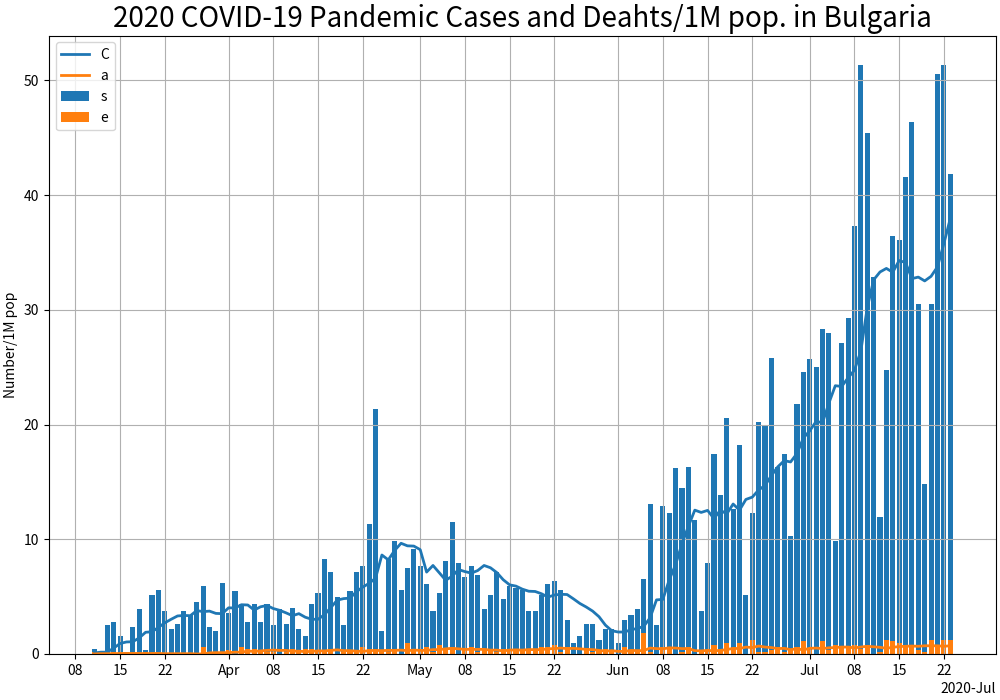 2020 COVID-19 Pandemic Cases and Deahts/1M pop. in Bulgaria
C
a
s
e
Number/1M pop
50
40
30
20
10
0
08 15 22 Apr 08 15 22 May 08 15 22 Jun 08 15 22 Jul 08 15 22
2020-Jul